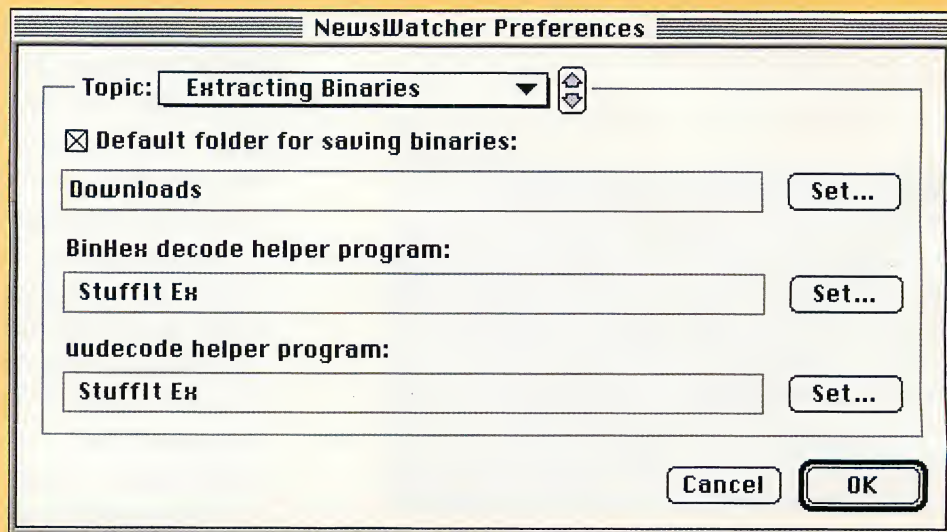 NewsWatcher Preferences
Topic: Extracting Binaries
Default folder for saving binaries:
Downloads
Set...
BinHex decode helper program:
StuffIt Ex
Set...
uudecode helper program:
StuffIt Ex
Set...
Cancel
OK